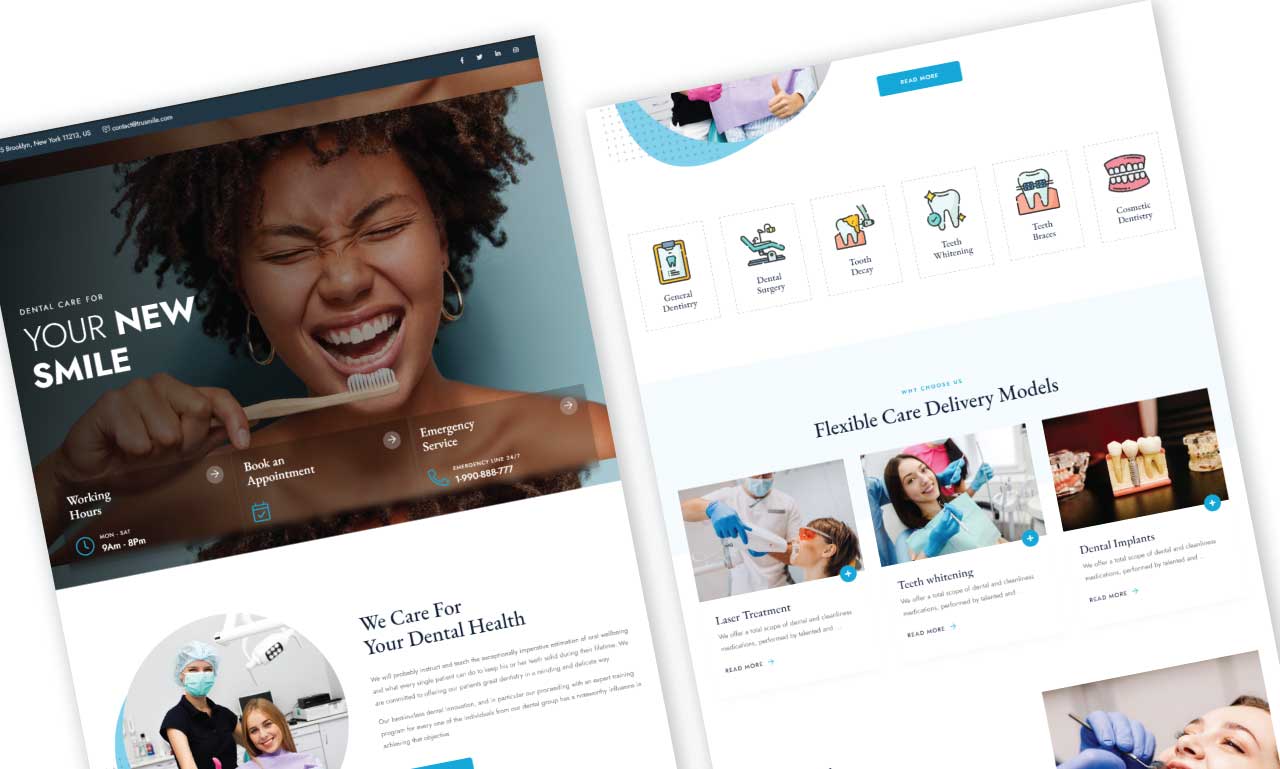 5 Brooklyn, New York 11213, US
contact@trusmile.com
DENTAL CARE FOR
YOUR NEW
SMILE
Working
Hours
MON - SAT
9Am - 8Pm
Book an
Appointment
Emergency
Service
EMERGENCY LINE 24/7
1-990-888-777
We Care For
Your Dental Health
We will probably instruct and teach the exceptionally imperative estimation of oral wellbeing
and what every single patient can do to keep his or her teeth solid during their lifetime. We
are committed to offering our patients great dentistry in a minding and delicate way.
Our best-in-class dental innovation, and in particular our proceeding with an expert training
program for every one of the individuals from our dental group has a noteworthy influence in
achieving that objective.
READ MORE
General
Dentistry
Dental
Surgery
Tooth
Decay
Teeth
Whitening
Teeth
Braces
Cosmetic
Dentistry
WHY CHOOSE US
Flexible Care Delivery Models
Laser Treatment
We offer a total scope of dental and cleanliness
medications, performed by talented and ...
READ MORE
Teeth whitening
We offer a total scope of dental and cleanliness
medications, performed by talented and ...
READ MORE
Dental Implants
We offer a total scope of dental and cleanliness
medications, performed by talented and ...
READ MORE